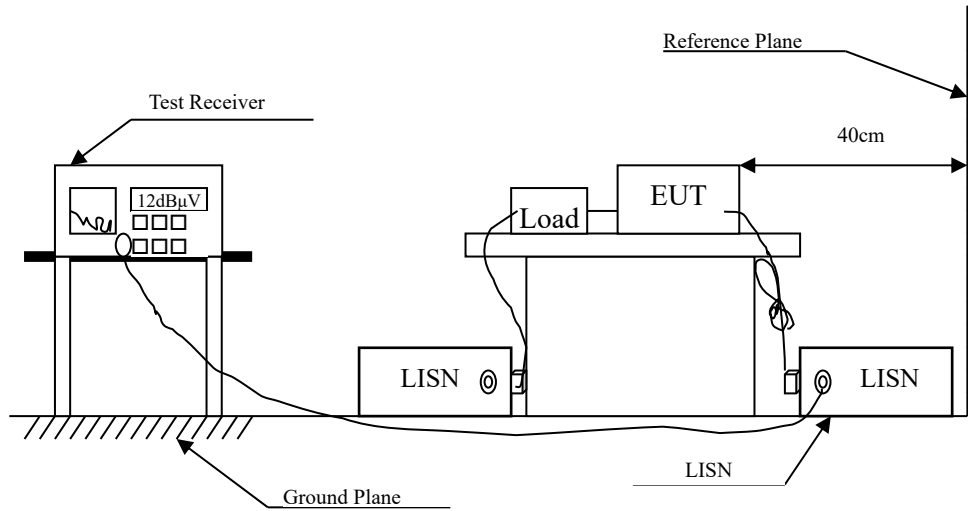 Reference Plane
Test Receiver
40cm
12dBμV
EUT
Load
LISN
LISN
LISN
Ground Plane